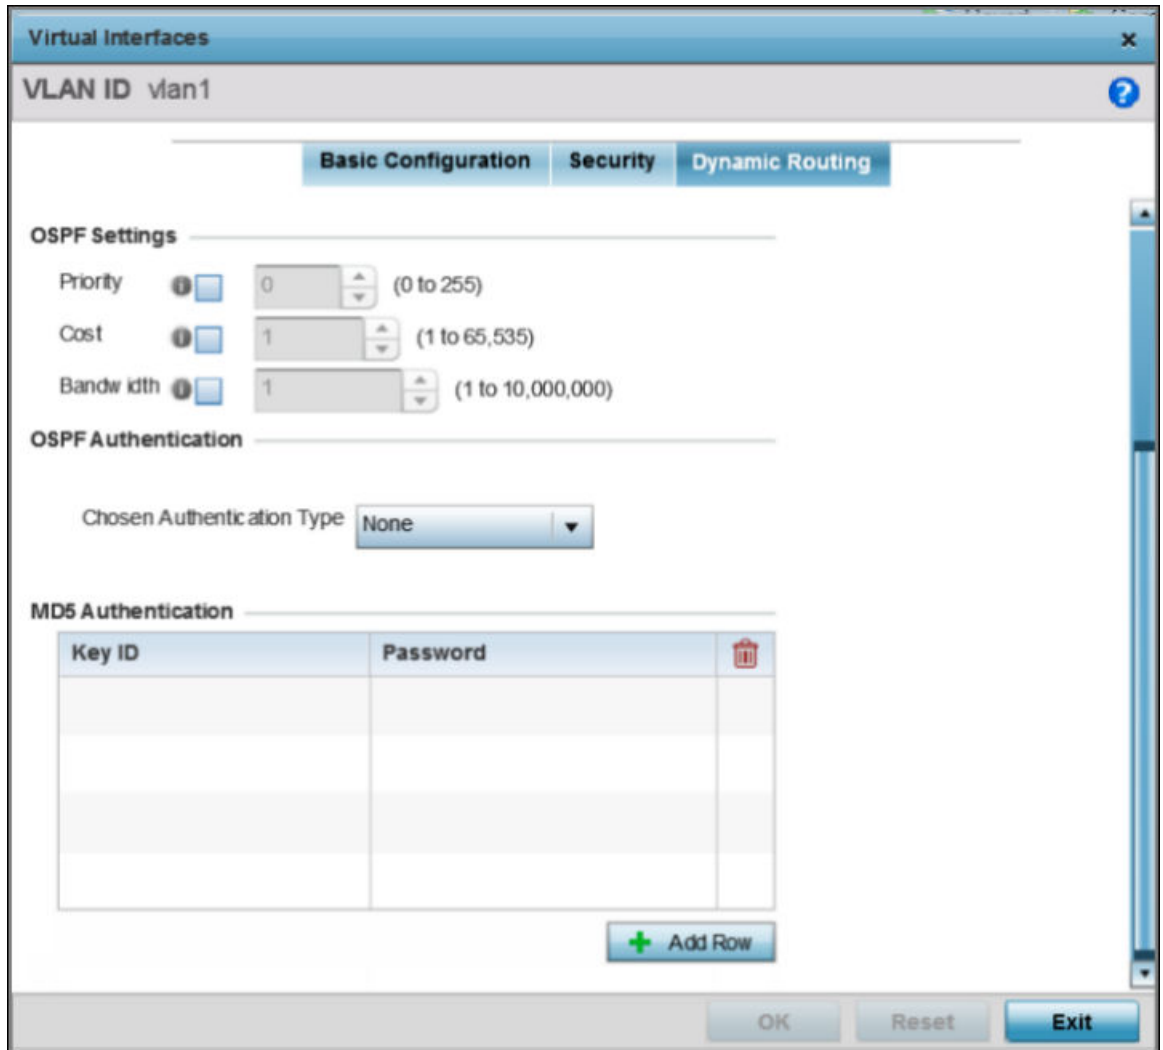 Virtual Interfaces
VLAN ID vlan1
Basic Configuration Security Dynamic Routing
OSPF Settings
Priority 0 (0 to 255)
Cost 1 (1 to 65,535)
Bandwidth 1 (1 to 10,000,000)
OSPF Authentication
Chosen Authentication Type None
MD5 Authentication
Key ID Password
Add Row
OK Reset Exit